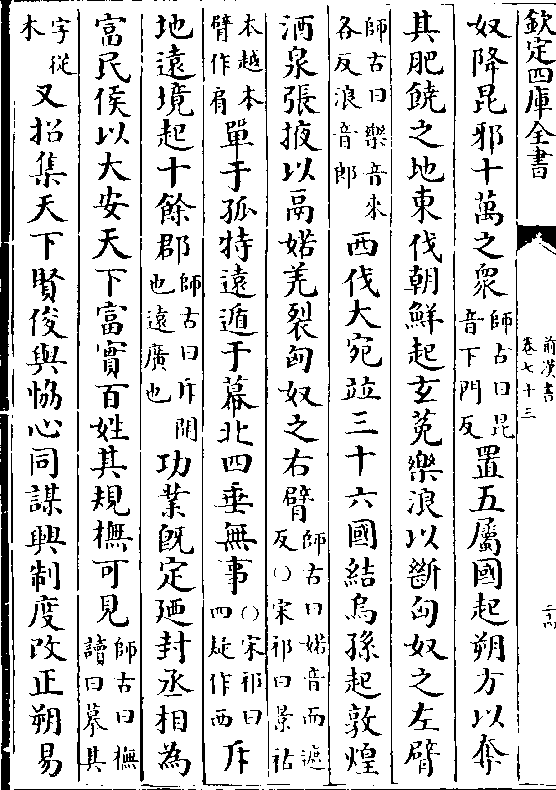 欽定四庫全書
前漢書
卷七十三
二十四
奴降昆邪十萬之衆師古曰昆音下門反置五屬國起朔方以奪
其肥饒之地東伐朝鮮起玄菟樂浪以斷匈奴之左臂
師古曰樂音來各反浪音郎西伐大宛竝三十六國結烏孫起敦煌
酒泉張掖以鬲婼羌裂匈奴之右臂師古曰婼音而遮反〇宋祁曰景祐
本越本臂作肩單于孤特遠遁于幕北四垂無事〇宋祁曰四疑作西斥
地遠境起十餘郡師古曰斥開也遠廣也功業既定廼封丞相為
富民侯以大安天下富實百姓其規橅可見師古曰橅讀曰摹其
字從木又招集天下賢俊與恊心同謀興制度改正朔易